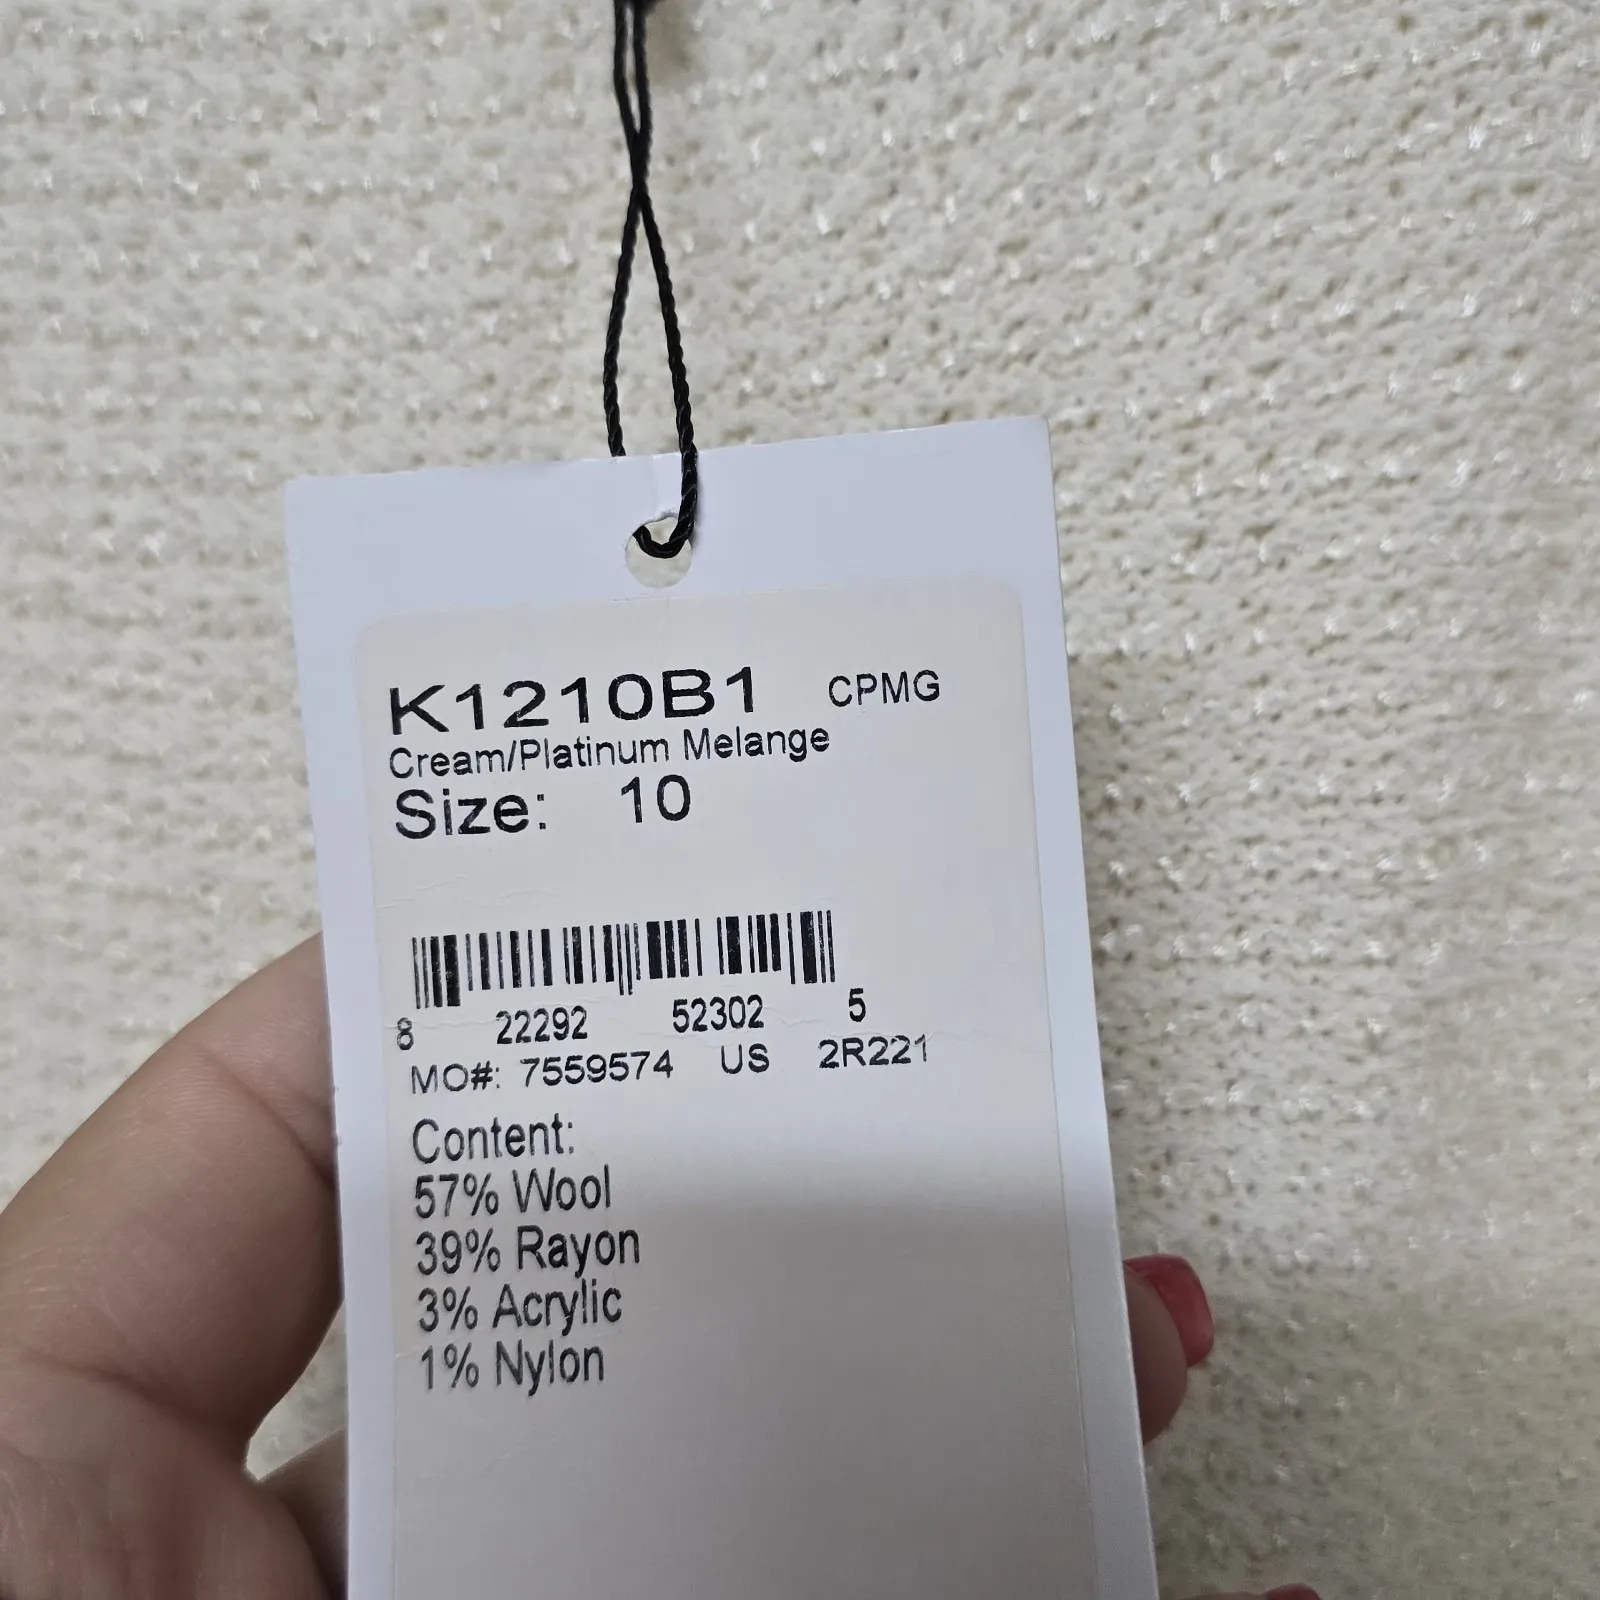 K1210B1 CPMG
Cream/Platinum Melange
Size: 10
8 22292 52302 5
MO#: 7559574 US 2R221
Content:
57% Wool
39% Rayon
3% Acrylic
1% Nylon